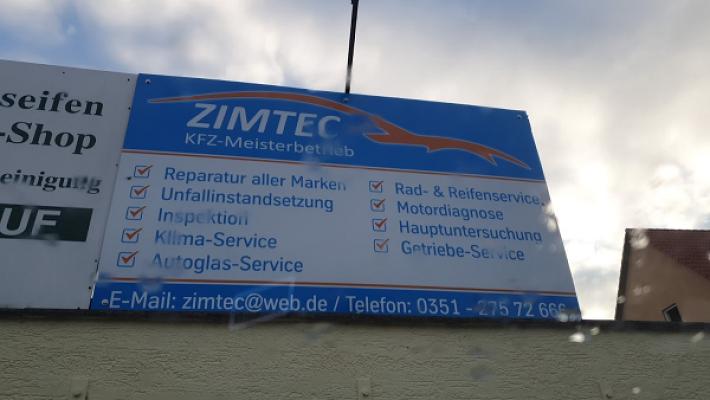 seifen
-Shop
einigung
UF
ZIMTEC
KFZ-Meisterbetrieb
Reparatur aller Marken
Unfallinstandsetzung
Inspektion
Klima-Service
Autoglas-Service
Rad- & Reifenservice
Motordiagnose
Hauptuntersuchung
Getriebe-Service
E-Mail: zimtec@web.de / Telefon: 0351 - 275 72 666